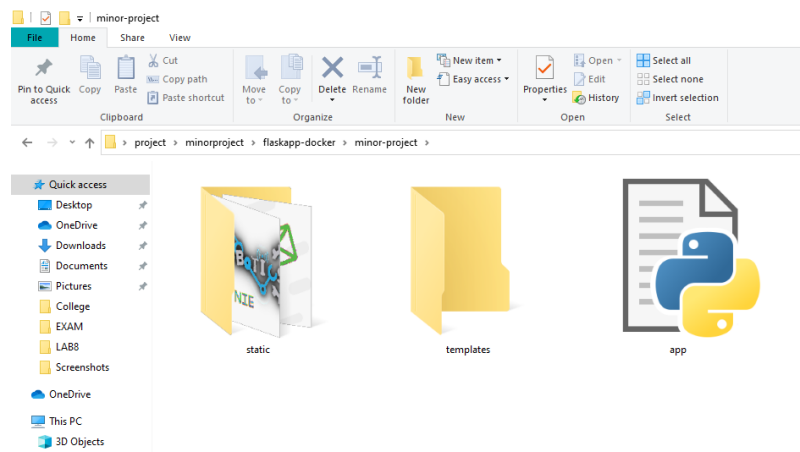 minor-project
File Home Share View
Pin to Quick access
Copy
Paste
Cut
Copy path
Paste shortcut
Clipboard
Move to
Copy to
Delete
Rename
Organize
New folder
New item
Easy access
New
Properties
Open
Edit
History
Open
Select all
Select none
Invert selection
Select
project > minorproject > flaskapp-docker > minor-project >
Quick access
Desktop
OneDrive
Downloads
Documents
Pictures
College
EXAM
LAB8
Screenshots
OneDrive
This PC
3D Objects
NIE
static
templates
app